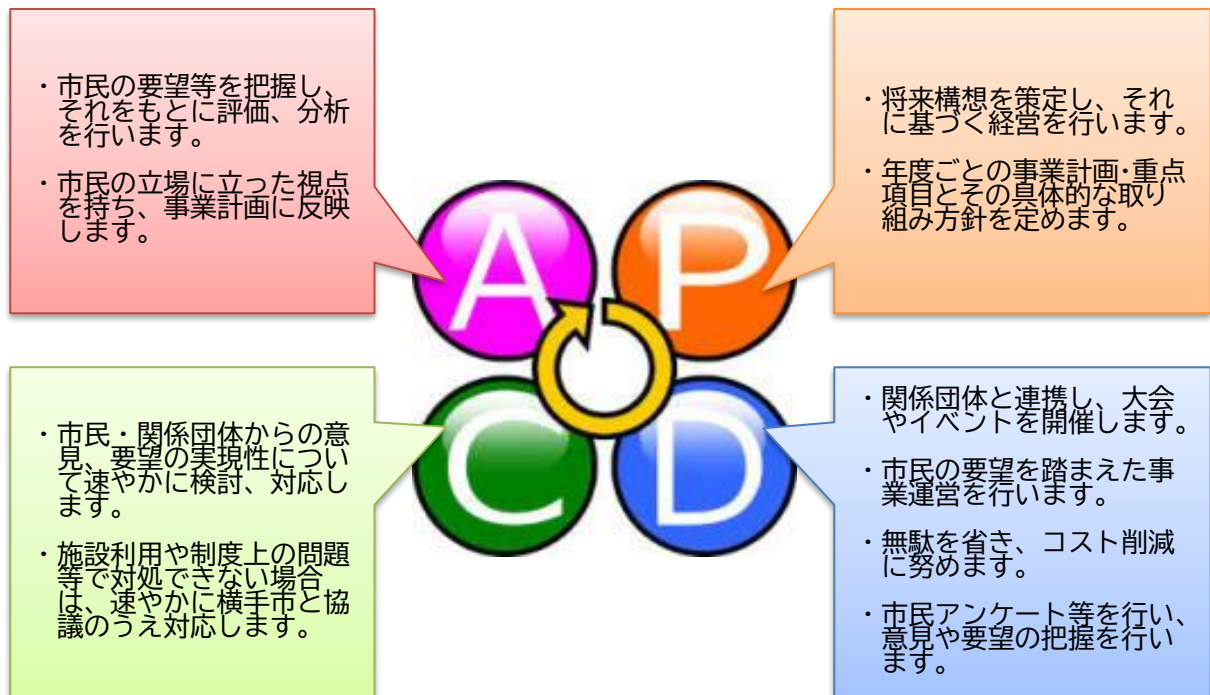 ・市民の要望等を把握し、
それをもとに評価、分析
を行います。
・市民の立場に立った視点
を持ち、事業計画に反映
します。
・将来構想を策定し、それ
に基づく経営を行います。
・年度ごとの事業計画･重点
項目とその具体的な取り
組み方針を定めます。
A
P
C
D
・市民・関係団体からの意
見、要望の実現性につい
て速やかに検討、対応し
ます。
・施設利用や制度上の問題
等で対処できない場合
は、速やかに横手市と協
議のうえ対応します。
・関係団体と連携し、大会
やイベントを開催します。
・市民の要望を踏まえた事
業運営を行います。
・無駄を省き、コスト削減
に努めます。
・市民アンケート等を行い、
意見や要望の把握を行い
ます。